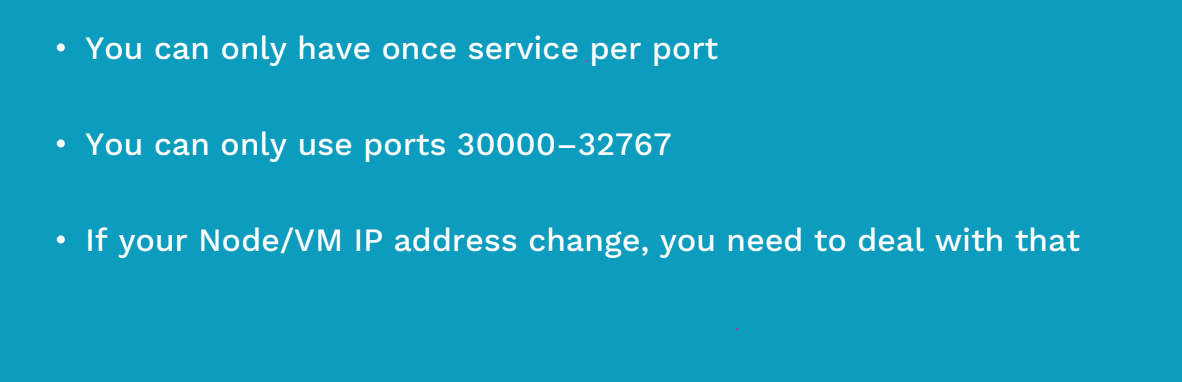 • You can only have once service per port
• You can only use ports 30000–32767
• If your Node/VM IP address change, you need to deal with that